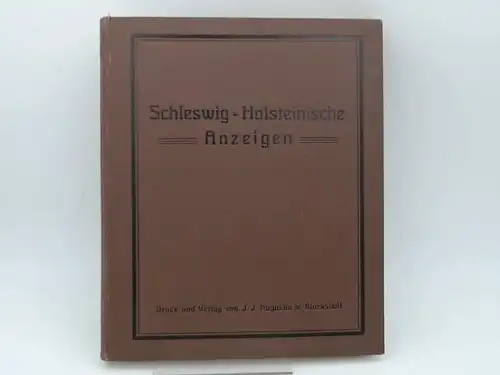 Schleswig-Holsteinische
Anzeigen
Druck und Verlag von J. J. Augustin in Glückstadt